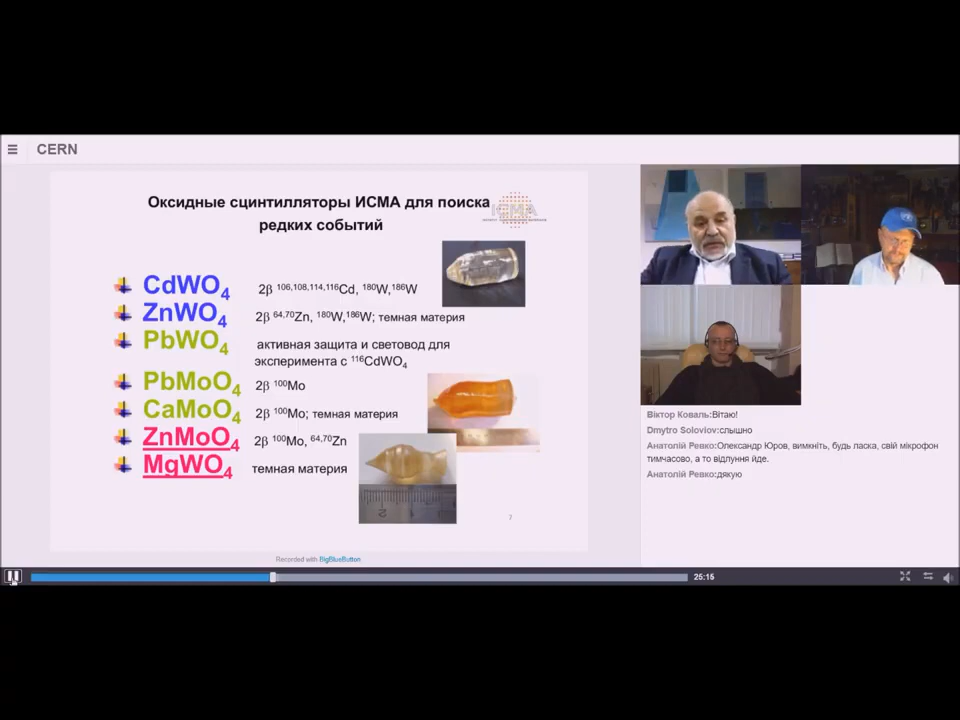 CERN
Оксидные сцинтилляторы ИСМА для поиска
редких событий
ІСМА
CdWO4 2β 106,108,114,116Cd, 180W,186W
ZnWO4 2β 64,70Zn, 180W,186W; темная материя
PbWO4 активная защита и световод для
эксперимента с 116CdWO4
PbMoO4 2β 100Mo
CaMoO4 2β 100Mo; темная материя
ZnMoO4 2β 100Mo, 64,70Zn
MgWO4 темная материя
2 1
7
Recorded with BigBlueButton
Віктор Коваль:Вітаю!
Dmytro Soloviov:слышно
Анатолій Ревко:Олександр Юров, вимкніть, будь ласка, свій мікрофон
тимчасово, а то відлуння йде.
Анатолій Ревко:дякую
25:15